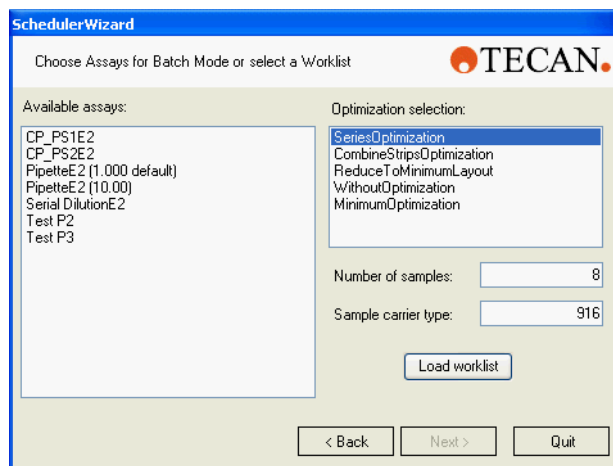 SchedulerWizard
Choose Assays for Batch Mode or select a Worklist
TECAN.
Available assays:
CP_PS1E2
CP_PS2E2
PipetteE2 (1.000 default)
PipetteE2 (10.00)
Serial DilutionE2
Test P2
Test P3
Optimization selection:
SeriesOptimization
CombineStripsOptimization
ReduceToMinimumLayout
WithoutOptimization
MinimumOptimization
Number of samples: 8
Sample carrier type: 916
Load worklist
< Back Next > Quit